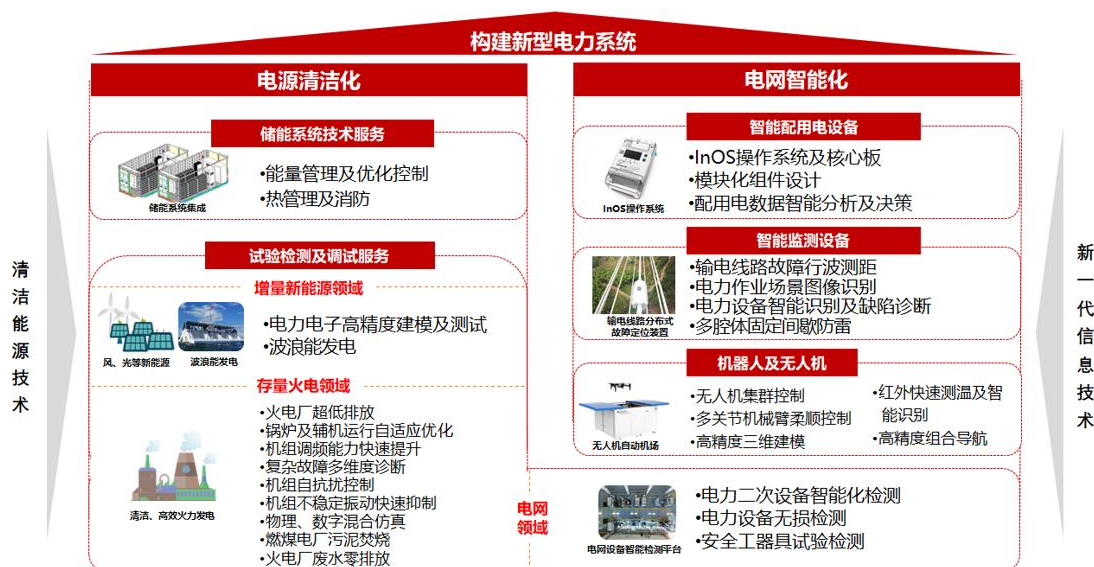 构建新型电力系统
电源清洁化
储能系统技术服务
•能量管理及优化控制
•热管理及消防
储能系统集成
试验检测及调试服务
增量新能源领域
•电力电子高精度建模及测试
•波浪能发电
风、光等新能源
波浪能发电
存量火电领域
•火电厂超低排放
•锅炉及辅机运行自适应优化
•机组调频能力快速提升
•复杂故障多维度诊断
•机组自抗扰控制
•机组不稳定振动快速抑制
•物理、数字混合仿真
•燃煤电厂污泥焚烧
•火电厂废水零排放
清洁、高效火力发电
电网智能化
智能配用电设备
•InOS操作系统及核心板
•模块化组件设计
•配用电数据智能分析及决策
InOS操作系统
智能监测设备
•输电线路故障行波测距
•电力作业场景图像识别
•电力设备智能识别及缺陷诊断
•多腔体固定间歇防雷
输电线路分布式
故障定位装置
机器人及无人机
•无人机集群控制
•多关节机械臂柔顺控制
•高精度三维建模
•红外快速测温及智
能识别
•高精度组合导航
无人机自动机场
电网
领域
•电力二次设备智能化检测
•电力设备无损检测
•安全工器具试验检测
电网设备智能检测平台
清洁能源技术
新一代信息技术